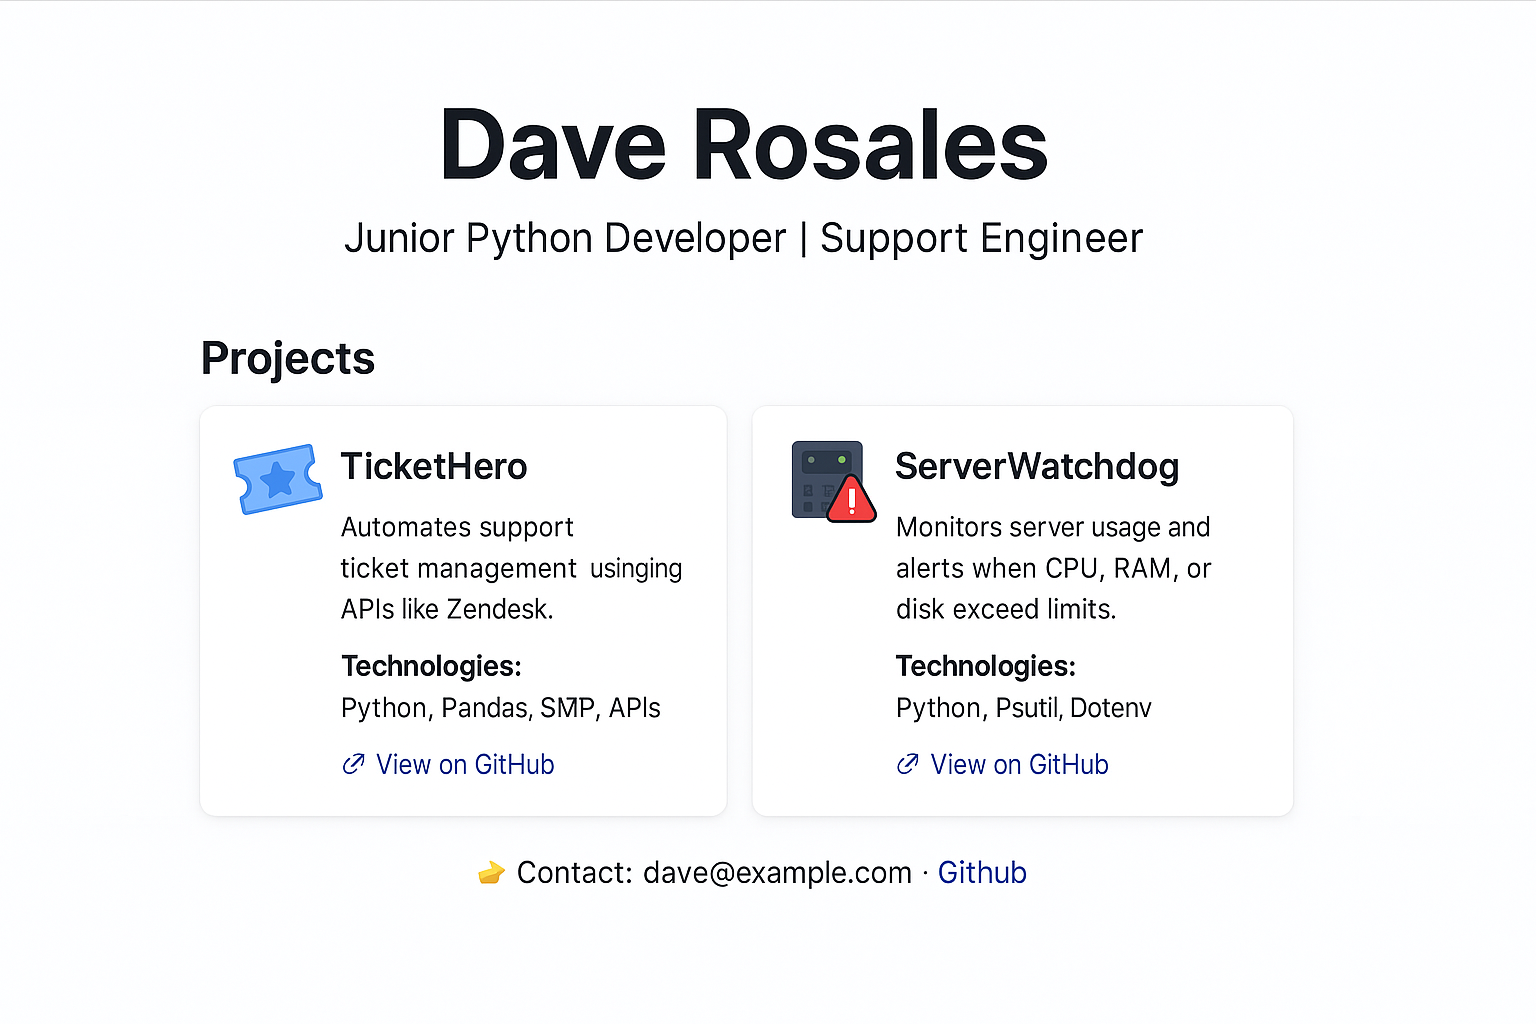 Dave Rosales
Junior Python Developer | Support Engineer
Projects
TicketHero
Automates support
ticket management usinging
APIs like Zendesk.
Technologies:
Python, Pandas, APIs
View on GitHub
ServerWatchdog
Monitors server usage and
alerts when CPU, RAM, or
disk exceed limits.
Technologies:
Python, Psutil, Dotenv
View on GitHub
Contact: dave@example.com · Github